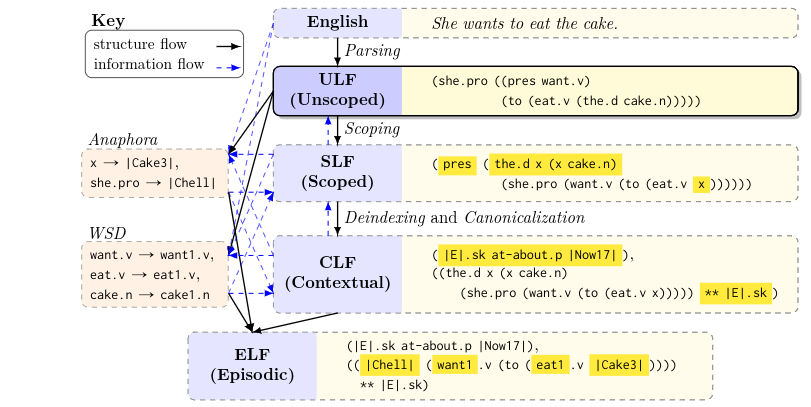 Key
structure flow
information flow
English
She wants to eat the cake.
Parsing
ULF
(Unscoped)
(she.pro ((pres want.v)
(to (eat.v (the.d cake.n)))))
Scoping
Anaphora
x → |Cake3|,
she.pro → |Chell|
SLF
(Scoped)
(pres (the.d x (x cake.n)
(she.pro (want.v (to (eat.v x))))))
Deindexing and Canonicalization
WSD
want.v → want1.v,
eat.v → eat1.v,
cake.n → cake1.n
CLF
(Contextual)
(|E|.sk at-about.p |Now17|),
((the.d x (x cake.n)
(she.pro (want.v (to (eat.v x))))) ** |E|.sk)
ELF
(Episodic)
(|E|.sk at-about.p |Now17|),
((|Chell| (want1.v (to (eat1.v |Cake3|))))
** |E|.sk)